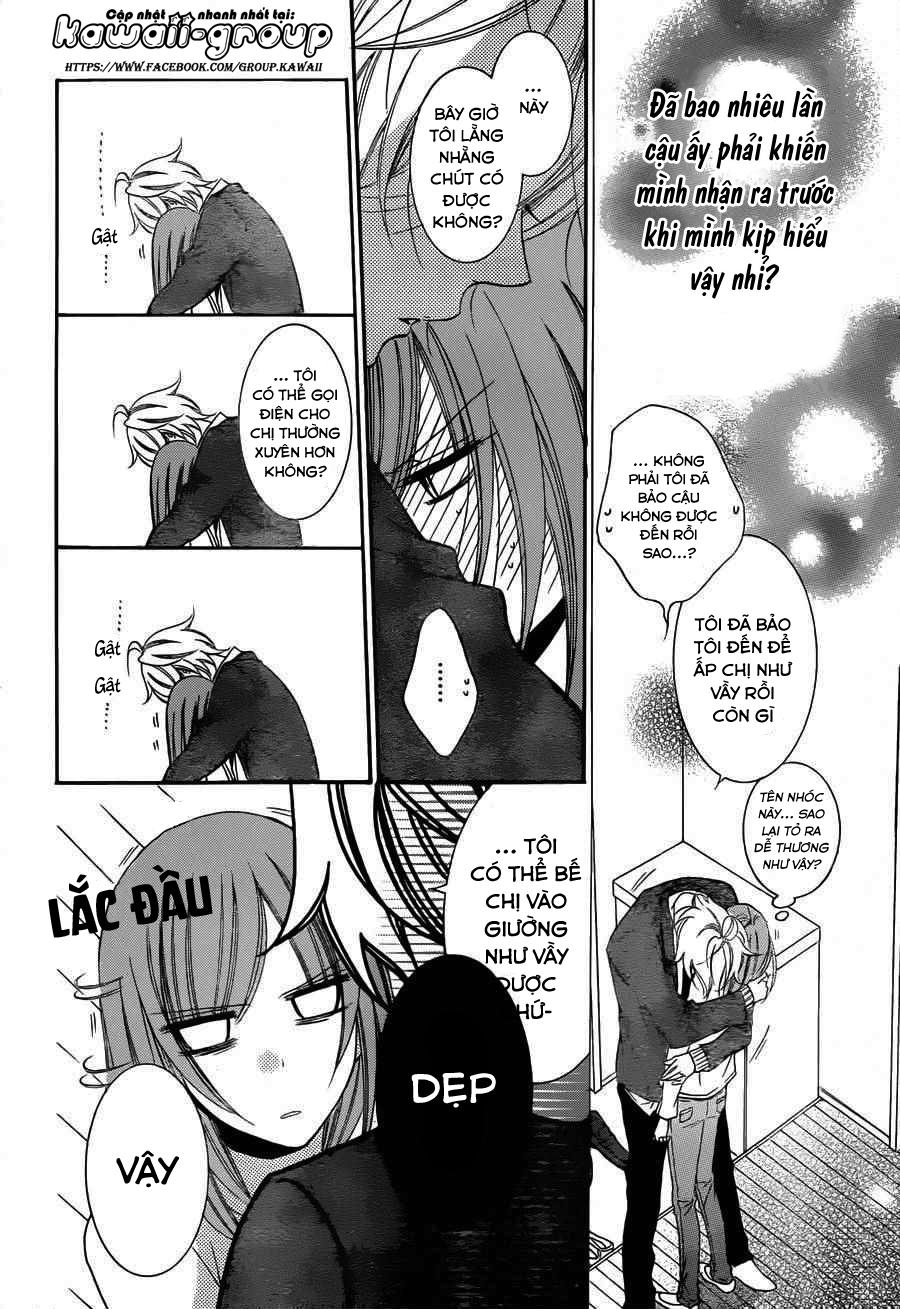 Cập nhật nhanh nhất tại:
kawaii-group
HTTPS://WWW.FACEBOOK.COM/GROUP.KAWAII
Đã bao nhiêu lần
cậu ấy phải khiến
mình nhận ra trước
khi mình kịp hiểu
vậy nhỉ?
... KHÔNG
PHẢI TÔI ĐÃ
BẢO CẬU
KHÔNG ĐƯỢC
ĐẾN RỒI
SAO...?
TÔI ĐÃ BẢO
TÔI ĐẾN ĐỂ
ẤP CHỊ NHƯ
VẦY RỒI
CÒN GÌ
TÊN NHÓC
NÀY... SAO
LẠI TỎ RA
DỄ THƯƠNG
NHƯ VẬY?
...
NÀY
BÂY GIỜ
TÔI LẰNG
NHẰNG
CHÚT CÓ
ĐƯỢC
KHÔNG?
........
......
Gật
...
... TÔI
CÓ THỂ GỌI
ĐIỆN CHO
CHỊ THƯỜNG
XUYÊN HƠN
KHÔNG?
......
Gật
Gật
...
... TÔI
CÓ THỂ BẾ
CHỊ VÀO
GIƯỜNG
NHƯ VẦY
ĐƯỢC
CHỨ-
LẮC ĐẦU
DẸP
VẬY